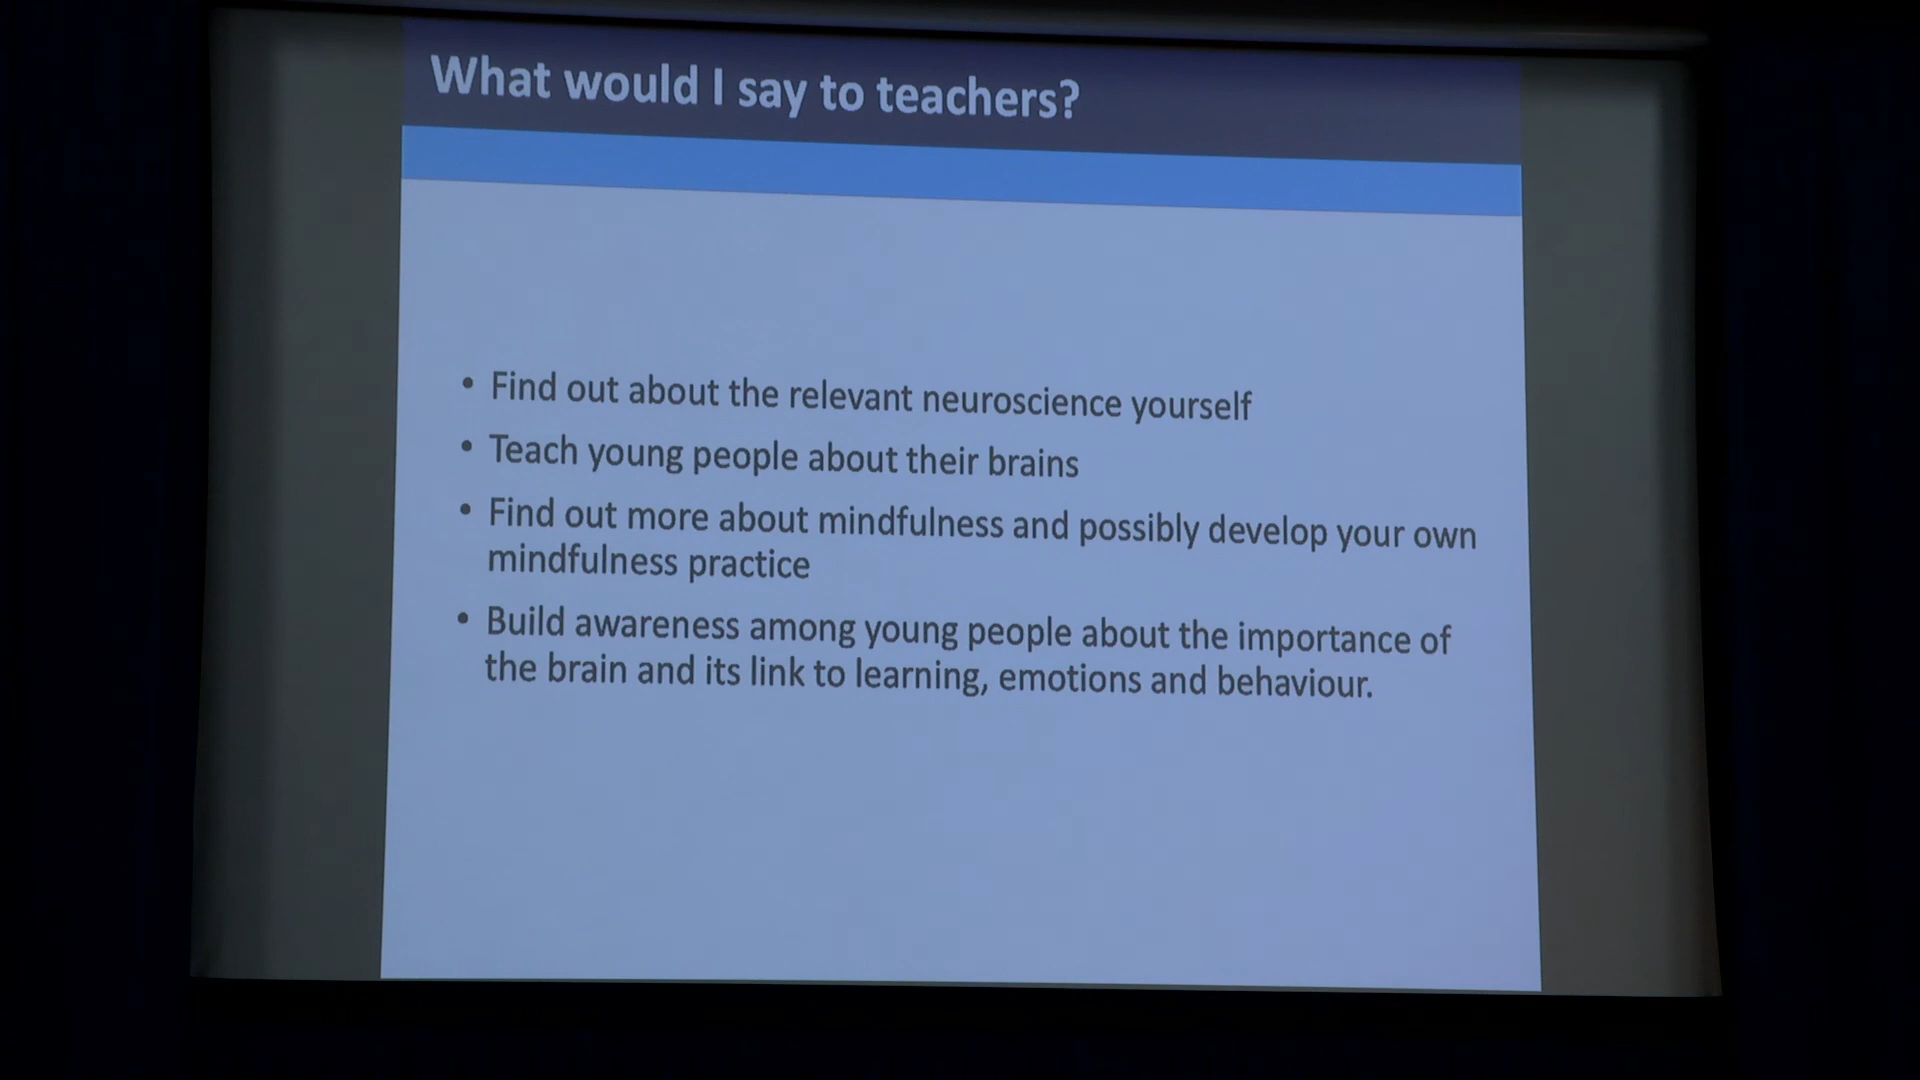 What would I say to teachers?
• Find out about the relevant neuroscience yourself
• Teach young people about their brains
• Find out more about mindfulness and possibly develop your own
mindfulness practice
• Build awareness among young people about the importance of
the brain and its link to learning, emotions and behaviour.